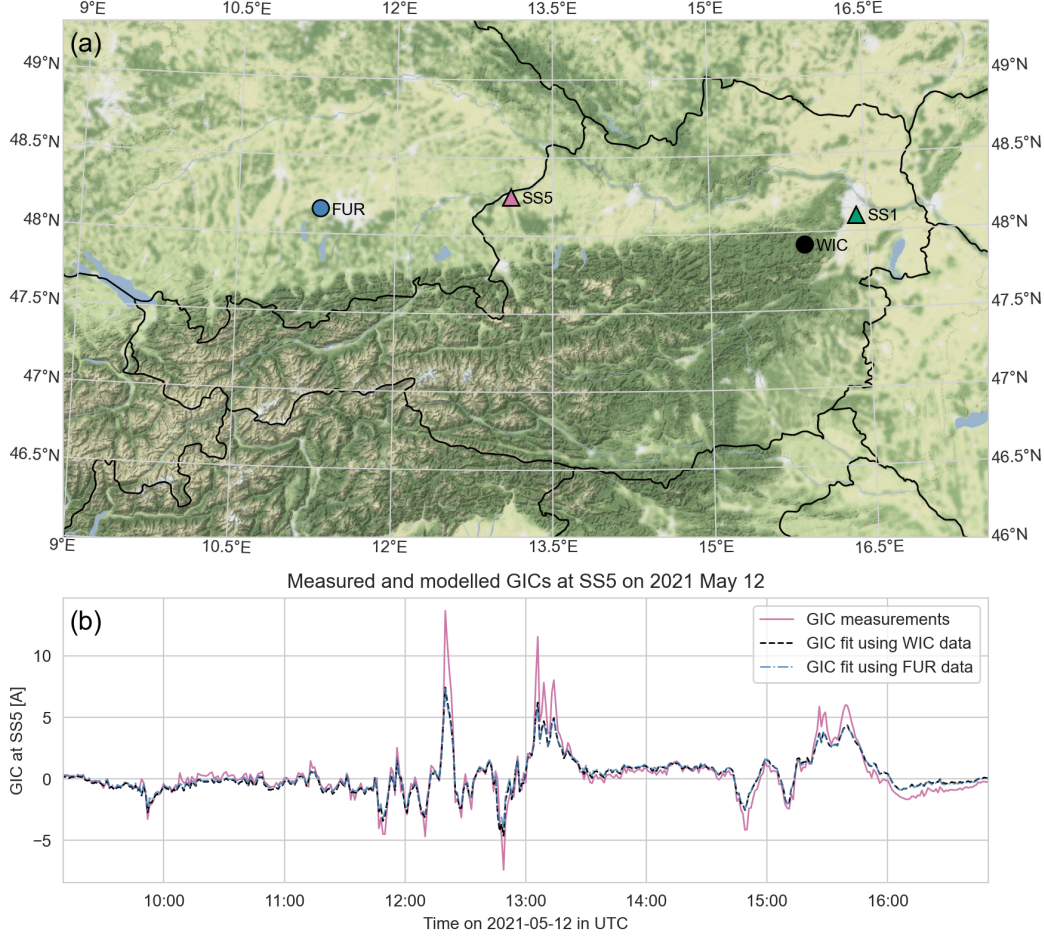 9°E 10.5°E 12°E 13.5°E 15°E 16.5°E
(a)
49°N 49°N
48.5°N 48.5°N
SS5
FUR SS1
48°N 48°N
WIC
47.5°N 47.5°N
47°N 47°N
46.5°N 46.5°N
46°N
9°E 10.5°E 12°E 13.5°E 15°E 16.5°E
Measured and modelled GICs at SS5 on 2021 May 12
(b)
GIC measurements
GIC fit using WIC data
GIC fit using FUR data
GIC at SS5 [A]
10
5
0
−5
10:00 11:00 12:00 13:00 14:00 15:00 16:00
Time on 2021-05-12 in UTC